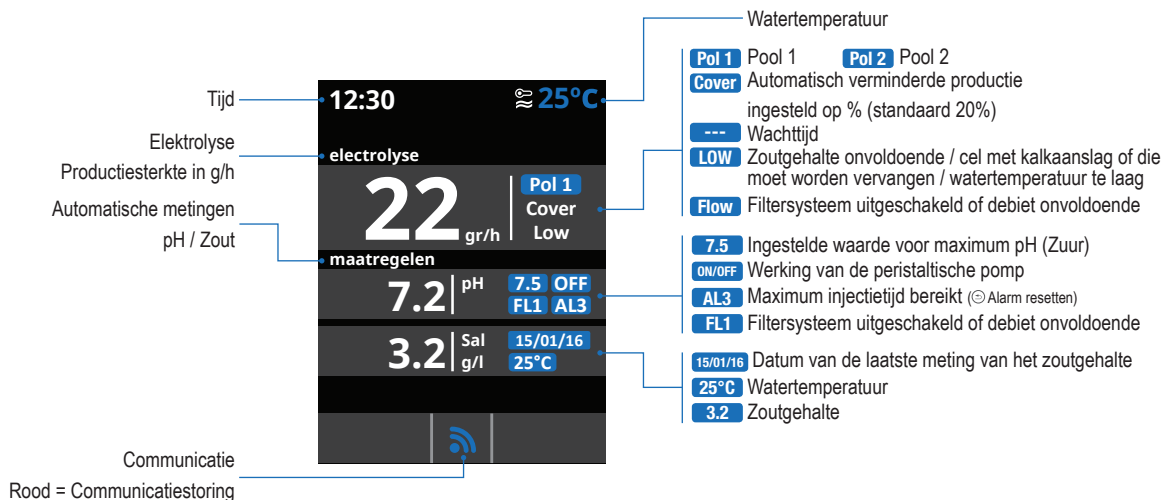 Tijd
Elektrolyse
Productiesterkte in g/h
Automatische metingen
pH / Zout
Communicatie
Rood = Communicatiestoring
12:30
25°C
electrolyse
22 gr/h
Pol 1
Cover
Low
maatregelen
7.2 pH
7.5 OFF
FL1 AL3
3.2 Sal g/l
15/01/16
25°C
Watertemperatuur
Pol 1 Pool 1 Pol 2 Pool 2
Cover Automatisch verminderde productie
ingesteld op % (standaard 20%)
--- Wachttijd
LOW Zoutgehalte onvoldoende / cel met kalkaanslag of die
moet worden vervangen / watertemperatuur te laag
Flow Filtersysteem uitgeschakeld of debiet onvoldoende
7.5 Ingestelde waarde voor maximum pH (Zuur)
ON/OFF Werking van de peristaltische pomp
AL3 Maximum injectietijd bereikt (⊝ Alarm resetten)
FL1 Filtersysteem uitgeschakeld of debiet onvoldoende
15/01/16 Datum van de laatste meting van het zoutgehalte
25°C Watertemperatuur
3.2 Zoutgehalte